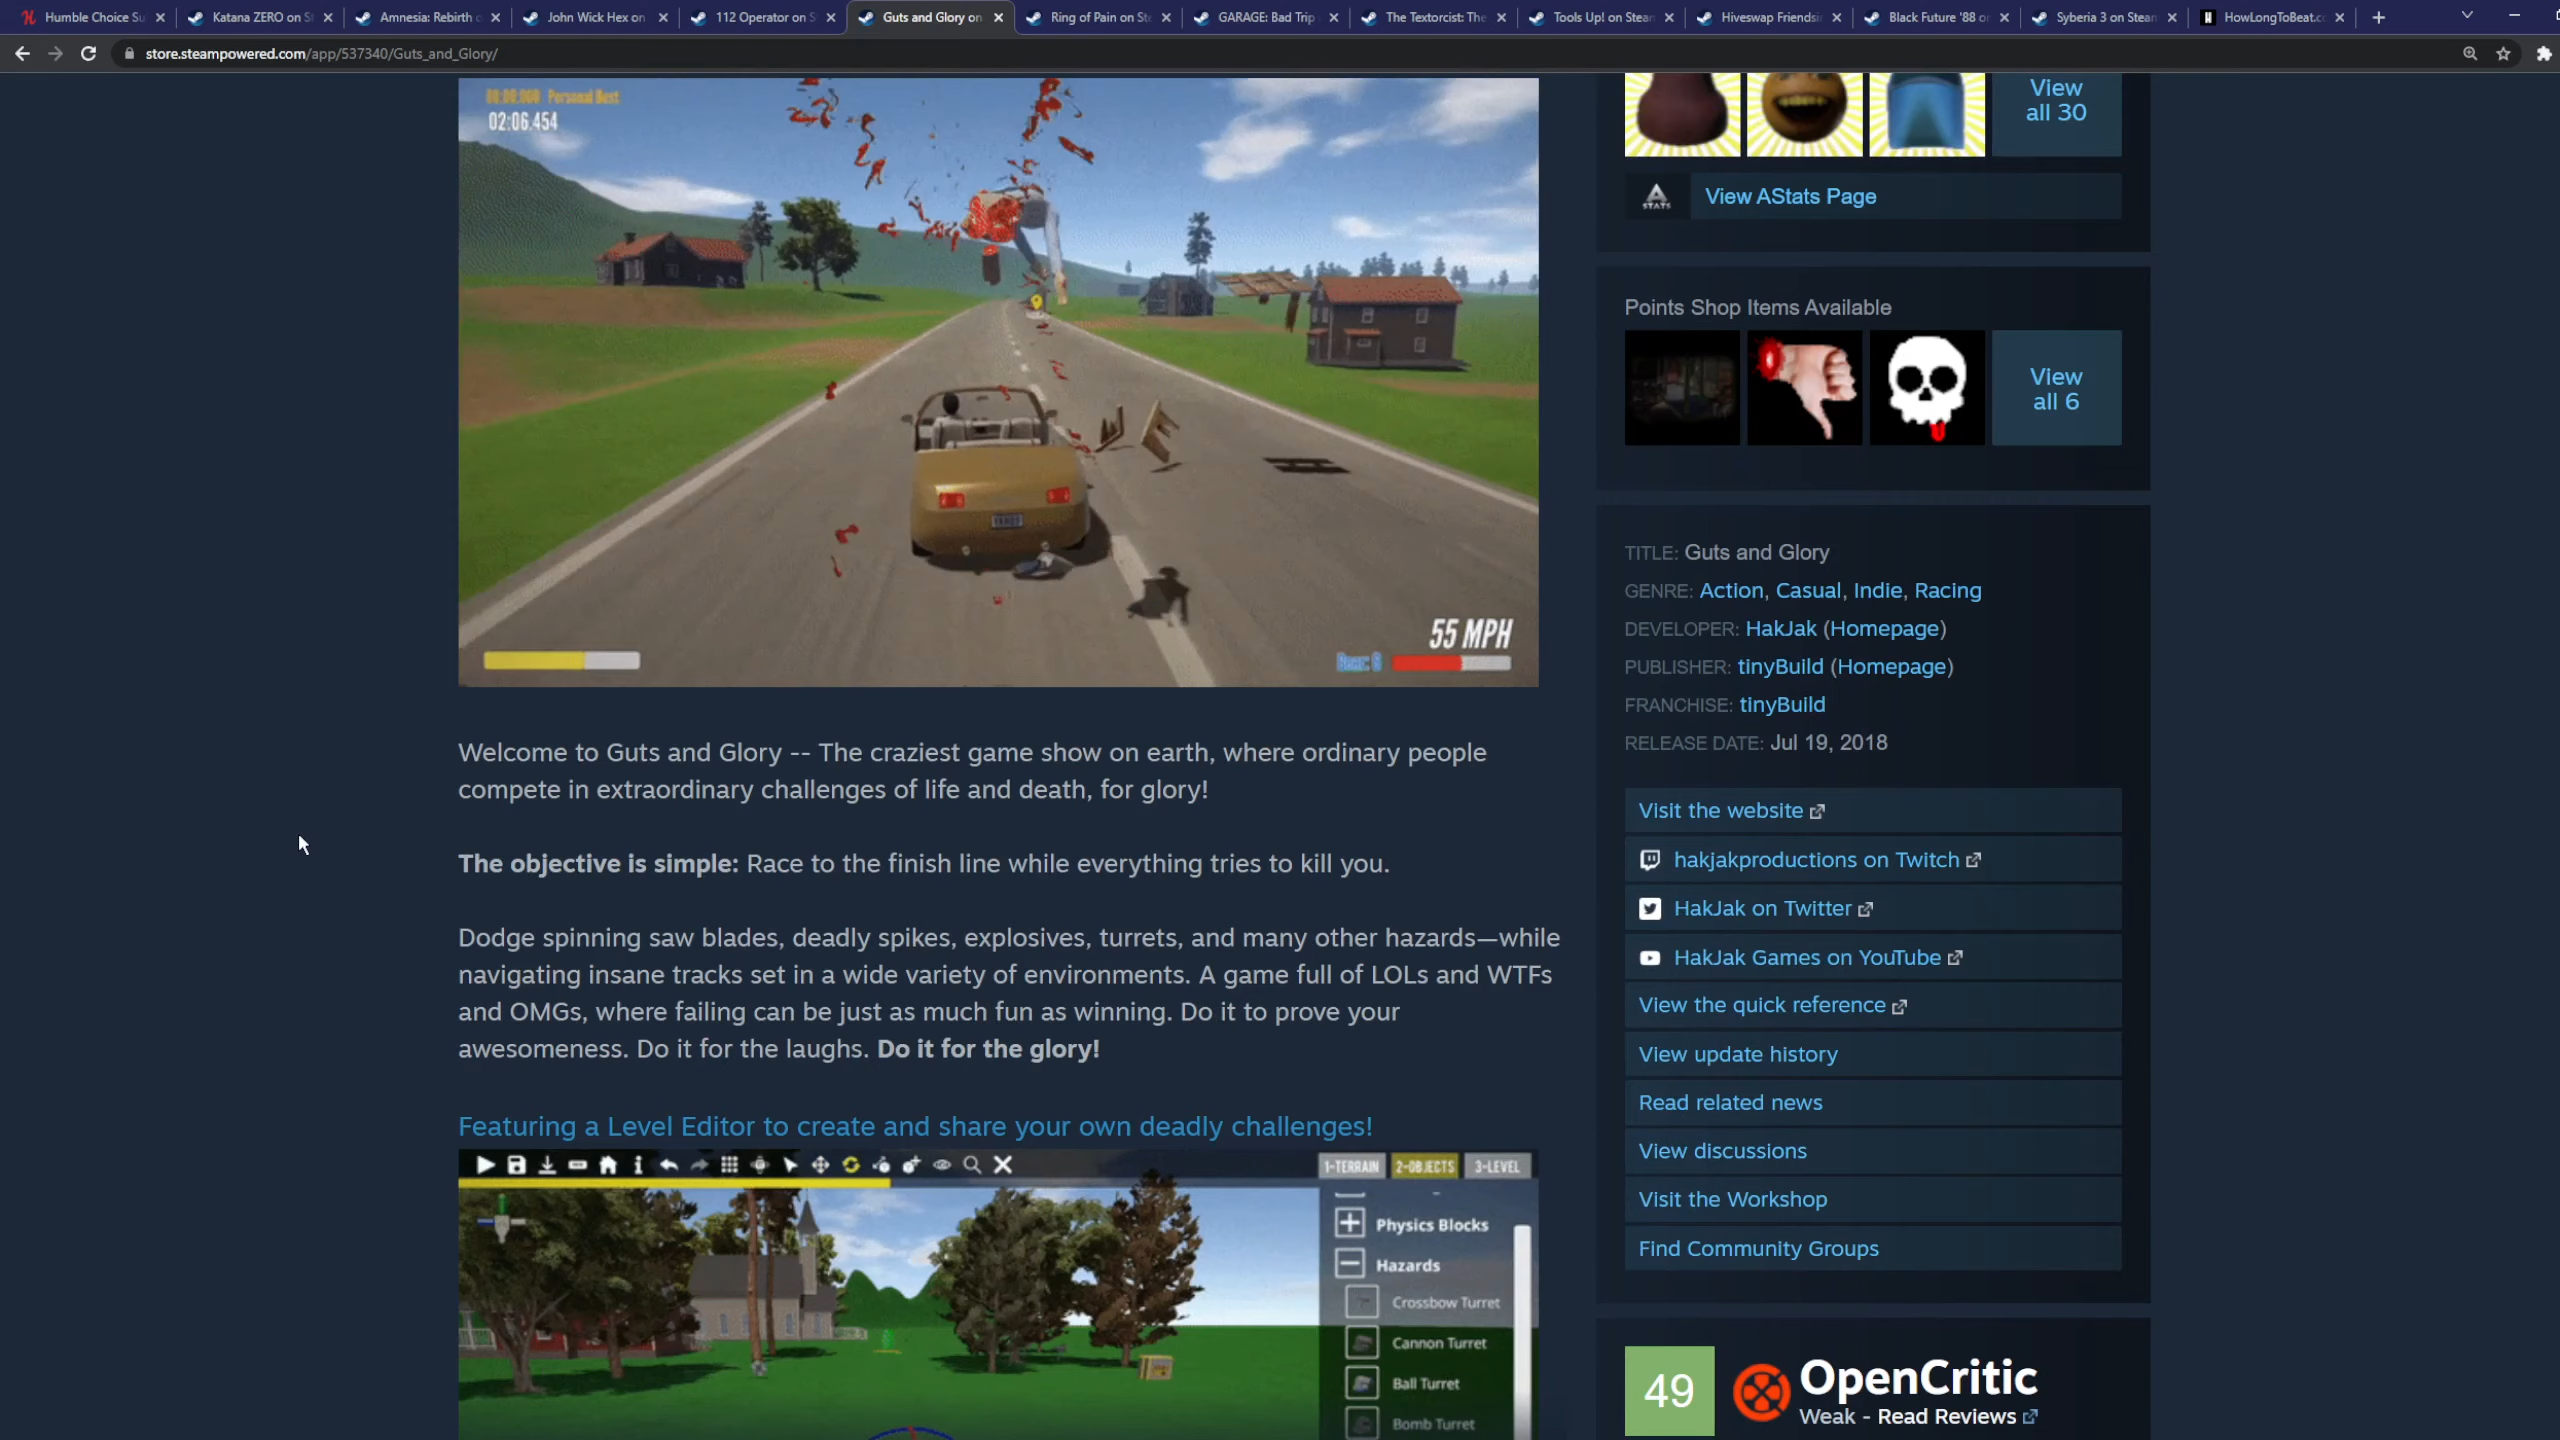 Humble Choice Su
Katana ZERO on S
Amnesia: Rebirth o
John Wick Hex on
112 Operator on S
Guts and Glory on
Ring of Pain on Ste
GARAGE: Bad Trip
The Textorcist: The
Tools Up! on Steam
Hiveswap Friendsi
Black Future '88 o
Syberia 3 on Steam
HowLongToBeat.c
store.steampowered.com/app/537340/Guts_and_Glory/
00:00.000 Personal Best
02:06.454
55 MPH
Welcome to Guts and Glory -- The craziest game show on earth, where ordinary people
compete in extraordinary challenges of life and death, for glory!
The objective is simple: Race to the finish line while everything tries to kill you.
Dodge spinning saw blades, deadly spikes, explosives, turrets, and many other hazards—while
navigating insane tracks set in a wide variety of environments. A game full of LOLs and WTFs
and OMGs, where failing can be just as much fun as winning. Do it to prove your
awesomeness. Do it for the laughs. Do it for the glory!
Featuring a Level Editor to create and share your own deadly challenges!
1-TERRAIN
2-OBJECTS
3-LEVEL
Physics Blocks
Hazards
Crossbow Turret
Cannon Turret
Ball Turret
Bomb Turret
View
all 30
STATS
View AStats Page
Points Shop Items Available
View
all 6
TITLE: Guts and Glory
GENRE: Action, Casual, Indie, Racing
DEVELOPER: HakJak (Homepage)
PUBLISHER: tinyBuild (Homepage)
FRANCHISE: tinyBuild
RELEASE DATE: Jul 19, 2018
Visit the website
hakjakproductions on Twitch
HakJak on Twitter
HakJak Games on YouTube
View the quick reference
View update history
Read related news
View discussions
Visit the Workshop
Find Community Groups
49
OpenCritic
Weak - Read Reviews